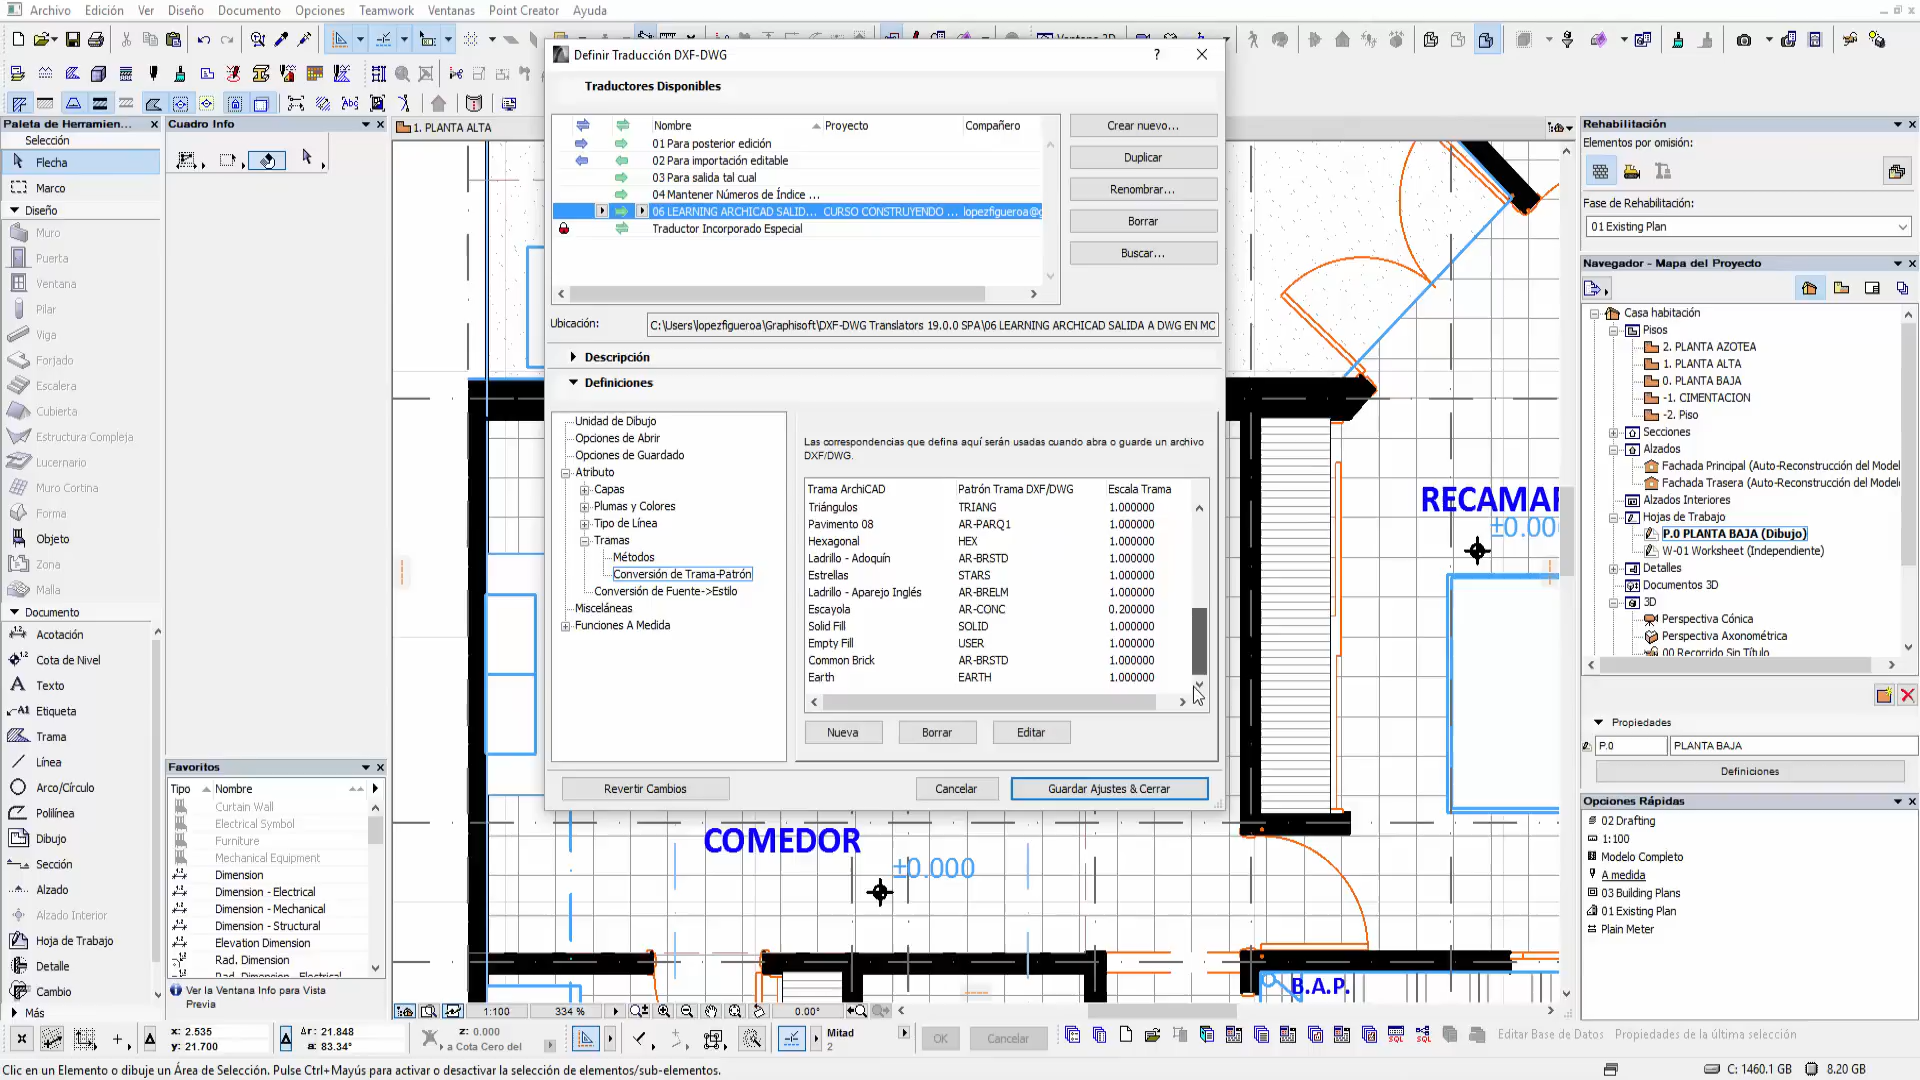 Archivo Edición Ver Diseño Documento Opciones Teamwork Ventanas Point Creator Ayuda
Definir Traducción DXF-DWG
?
Traductores Disponibles
Nombre Proyecto Compañero
01 Para posterior edición
02 Para importación editable
03 Para salida tal cual
04 Mantener Números de Índice ...
06 LEARNING ARCHICAD SALID... CURSO CONSTRUYENDO ... lopezfigueroa@g
Traductor Incorporado Especial
Crear nuevo...
Duplicar
Renombrar...
Borrar
Buscar...
Ubicación: C:\Users\lopezfigueroa\Graphisoft\DXF-DWG Translators 19.0.0 SPA\06 LEARNING ARCHICAD SALIDA A DWG EN MC
Descripción
Definiciones
Unidad de Dibujo
Opciones de Abrir
Opciones de Guardado
Atributo
Capas
Plumas y Colores
Tipo de Línea
Tramas
Métodos
Conversión de Trama-Patrón
Conversión de Fuente->Estilo
Misceláneas
Funciones A Medida
Las correspondencias que defina aquí serán usadas cuando abra o guarde un archivo
DXF/DWG.
Trama ArchiCAD Patrón Trama DXF/DWG Escala Trama
Triángulos TRIANG 1.000000
Pavimento 08 AR-PARQ1 1.000000
Hexagonal HEX 1.000000
Ladrillo - Adoquín AR-BRSTD 1.000000
Estrellas STARS 1.000000
Ladrillo - Aparejo Inglés AR-BRELM 1.000000
Escayola AR-CONC 0.200000
Solid Fill SOLID 1.000000
Empty Fill USER 1.000000
Common Brick AR-BRSTD 1.000000
Earth EARTH 1.000000
Nueva Borrar Editar
Revertir Cambios Cancelar Guardar Ajustes & Cerrar
Paleta de Herramien...
Selección
Flecha
Marco
Diseño
Muro
Puerta
Ventana
Pilar
Viga
Forjado
Escalera
Cubierta
Estructura Compleja
Lucernario
Muro Cortina
Forma
Objeto
Zona
Malla
Documento
Acotación
Cota de Nivel
Texto
Etiqueta
Trama
Línea
Arco/Círculo
Polilínea
Dibujo
Sección
Alzado
Alzado Interior
Hoja de Trabajo
Detalle
Cambio
Más
Cuadro Info
1. PLANTA ALTA
Favoritos
Tipo Nombre
Curtain Wall
Electrical Symbol
Furniture
Mechanical Equipment
Dimension
Dimension - Electrical
Dimension - Mechanical
Dimension - Structural
Elevation Dimension
Rad. Dimension
Rad. Dimension - Electrical
Ver la Ventana Info para Vista
Previa
COMEDOR
±0.000
RECAMAR
±0.00
B.A.P.
Rehabilitación
Elementos por omisión:
Fase de Rehabilitación:
01 Existing Plan
Navegador - Mapa del Proyecto
Casa habitación
Pisos
2. PLANTA AZOTEA
1. PLANTA ALTA
0. PLANTA BAJA
-1. CIMENTACION
-2. Piso
Secciones
Alzados
Fachada Principal (Auto-Reconstrucción del Model
Fachada Trasera (Auto-Reconstrucción del Model
Alzados Interiores
Hojas de Trabajo
P.0 PLANTA BAJA (Dibujo)
W-01 Worksheet (Independiente)
Detalles
Documentos 3D
3D
Perspectiva Cónica
Perspectiva Axonométrica
00 Recorrido Sin Título
Propiedades
P.0 PLANTA BAJA
Definiciones
Opciones Rápidas
02 Drafting
1:100
Modelo Completo
A medida
03 Building Plans
01 Existing Plan
Plain Meter
1:100 334 % 0.00°
x: 2.535
y: 21.700
Δr: 21.848
a: 83.34°
z: 0.000
a Cota Cero del
Mitad
2
OK Cancelar
Editar Base de Datos Propiedades de la última selección
Clic en un Elemento o dibuje un Área de Selección. Pulse Ctrl+Mayús para activar o desactivar la selección de elementos/sub-elementos.
C: 1460.1 GB 8.20 GB